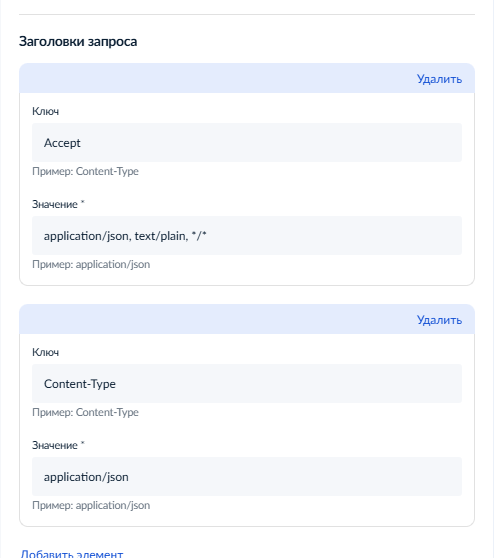 Заголовки запроса
Удалить
Ключ
Accept
Пример: Content-Type
Значение *
application/json, text/plain, */*
Пример: application/json
Удалить
Ключ
Content-Type
Пример: Content-Type
Значение *
application/json
Пример: application/json
Добавить элемент